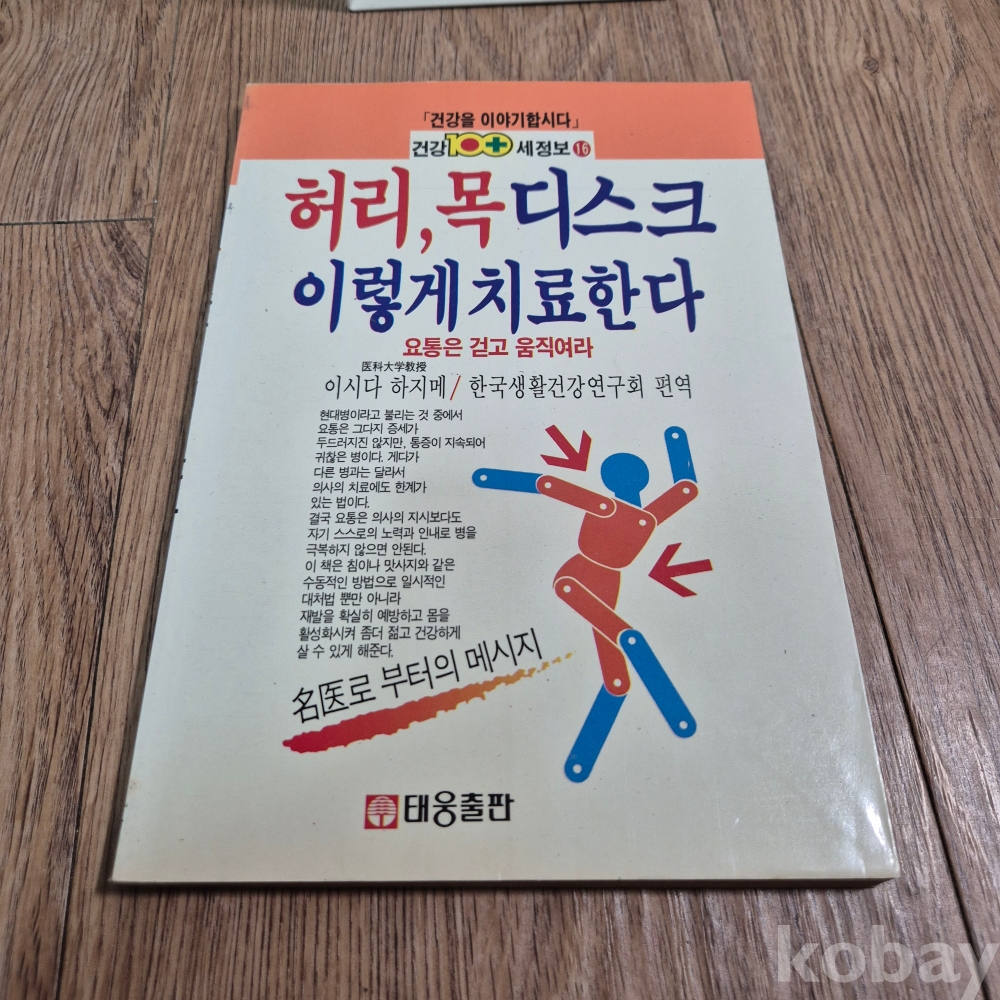 「건강을 이야기합시다」
건강100세정보16
허리,목디스크
이렇게치료한다
요통은 걷고 움직여라
医科大学教授
이시다 하지메/한국생활건강연구회 편역
현대병이라고 불리는 것 중에서
요통은 그다지 증세가
두드러지진 않지만, 통증이 지속되어
귀찮은 병이다. 게다가
다른 병과는 달라서
의사의 치료에도 한계가
있는 법이다.
결국 요통은 의사의 지시보다도
자기 스스로의 노력과 인내로 병을
극복하지 않으면 안된다.
이 책은 침이나 맛사지와 같은
수동적인 방법으로 일시적인
대처법 뿐만 아니라
재발을 확실히 예방하고 몸을
활성화시켜 좀더 젊고 건강하게
살 수 있게 해준다.
名医로 부터의 메시지
태웅출판
kobay